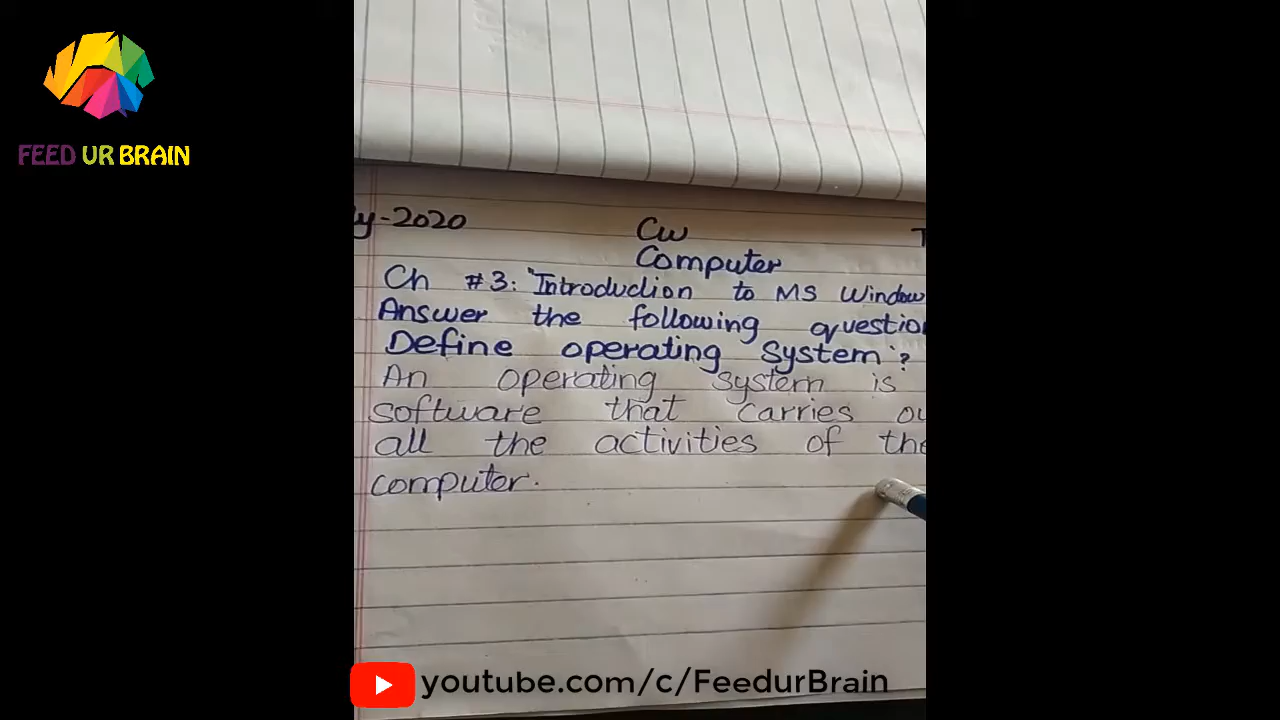 FEED UR BRAIN
y-2020
CW
Computer
Ch #3: "Introduction to MS Window
Answer the following question
Define operating system?
An operating system is
software that carries ou
all the activities of the
computer.
youtube.com/c/FeedurBrain